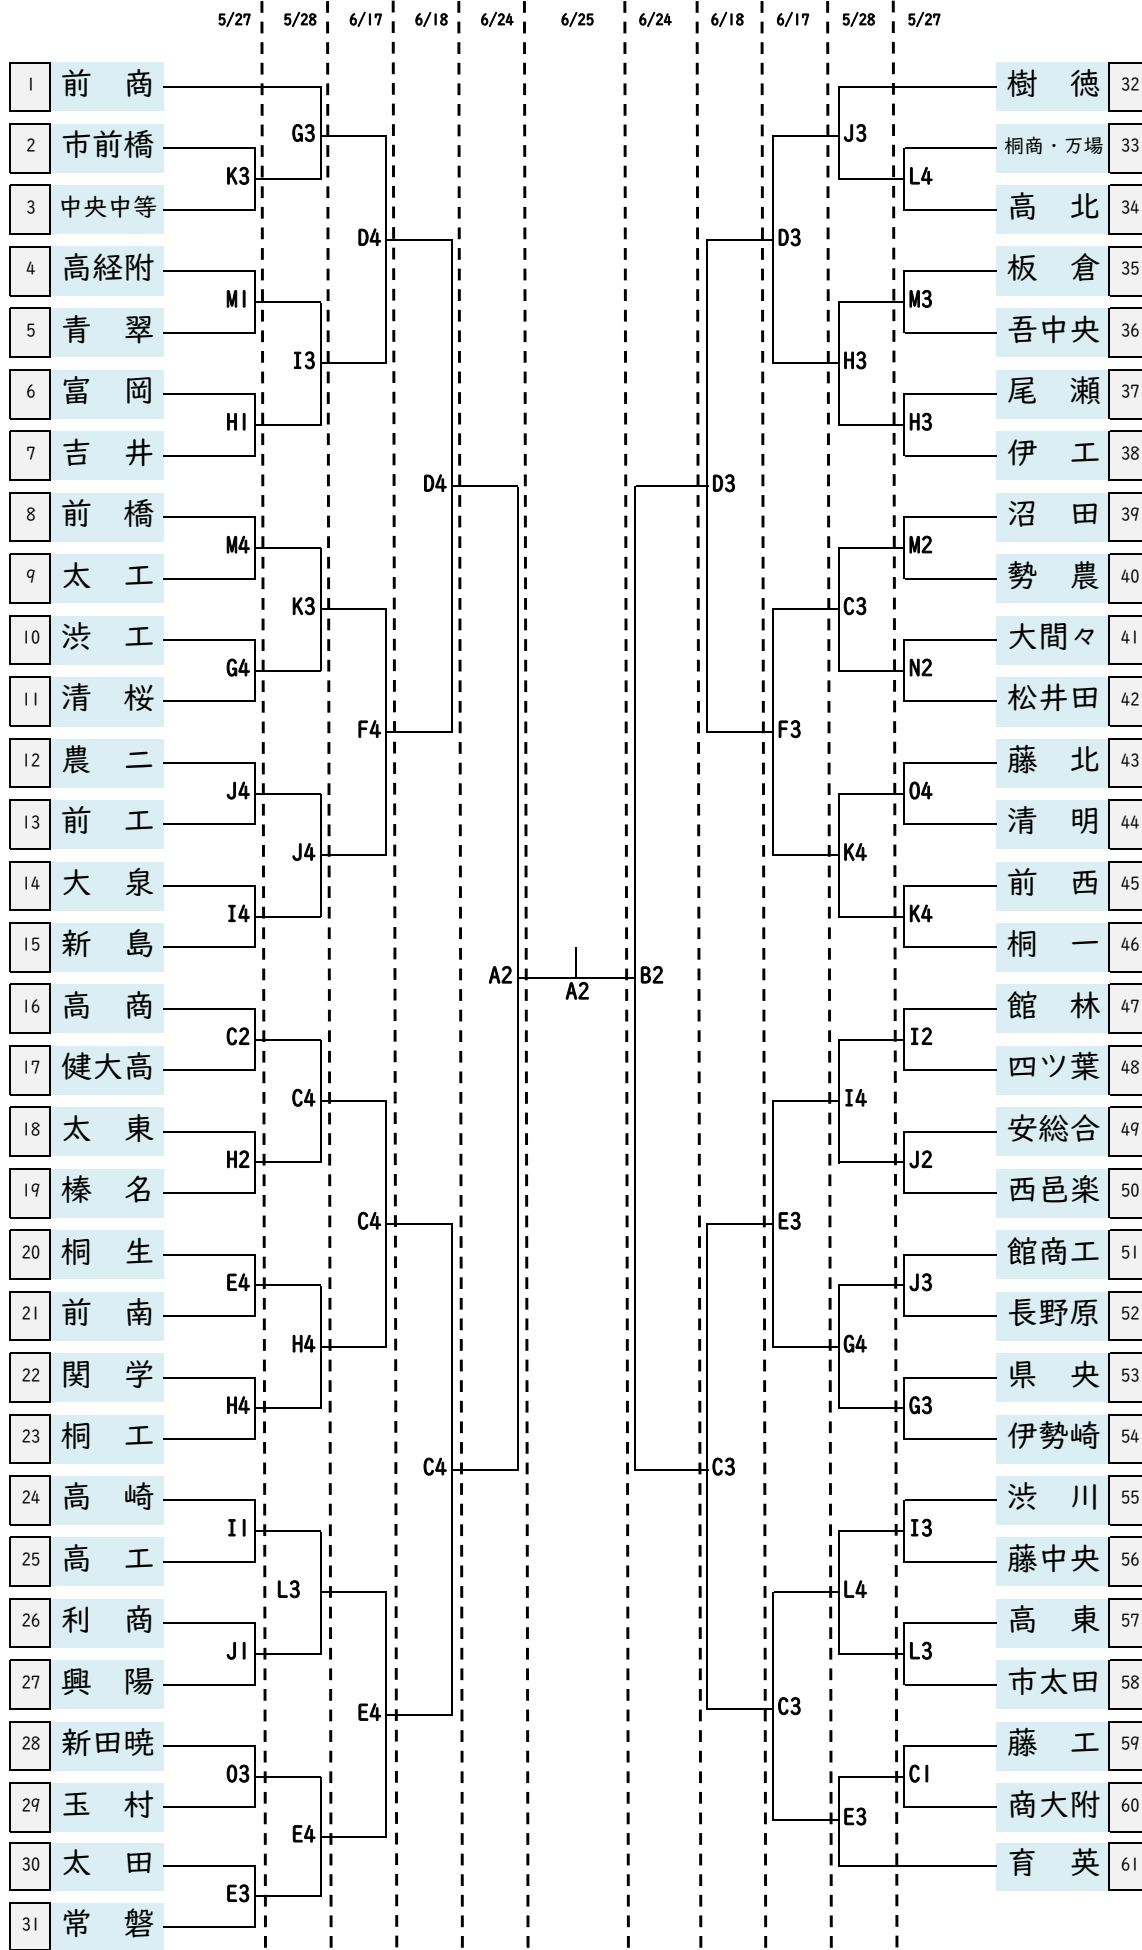 5/27 5/28 6/17 6/18 6/24 6/25 6/24 6/18 6/17 5/28 5/27
1 前 商
2 市前橋
3 中央中等
4 高経附
5 青 翠
6 富 岡
7 吉 井
8 前 橋
9 太 工
10 渋 工
11 清 桜
12 農 二
13 前 工
14 大 泉
15 新 島
16 高 商
17 健大高
18 太 東
19 榛 名
20 桐 生
21 前 南
22 関 学
23 桐 工
24 高 崎
25 高 工
26 利 商
27 興 陽
28 新田暁
29 玉 村
30 太 田
31 常 磐
K3
M1
H1
M4
G4
J4
I4
C2
H2
E4
H4
I1
J1
O3
E3
G3
I3
K3
J4
C4
H4
L3
E4
D4
F4
C4
E4
D4
C4
A2
A2
B2
D3
C3
D3
F3
E3
C3
J3
H3
C3
K4
I4
G4
L4
E3
L4
M3
H3
M2
N2
O4
K4
I2
J2
J3
G3
I3
L3
C1
樹 徳 32
桐商・万場 33
高 北 34
板 倉 35
吾中央 36
尾 瀬 37
伊 工 38
沼 田 39
勢 農 40
大間々 41
松井田 42
藤 北 43
清 明 44
前 西 45
桐 一 46
館 林 47
四ツ葉 48
安総合 49
西邑楽 50
館商工 51
長野原 52
県 央 53
伊勢崎 54
渋 川 55
藤中央 56
高 東 57
市太田 58
藤 工 59
商大附 60
育 英 61